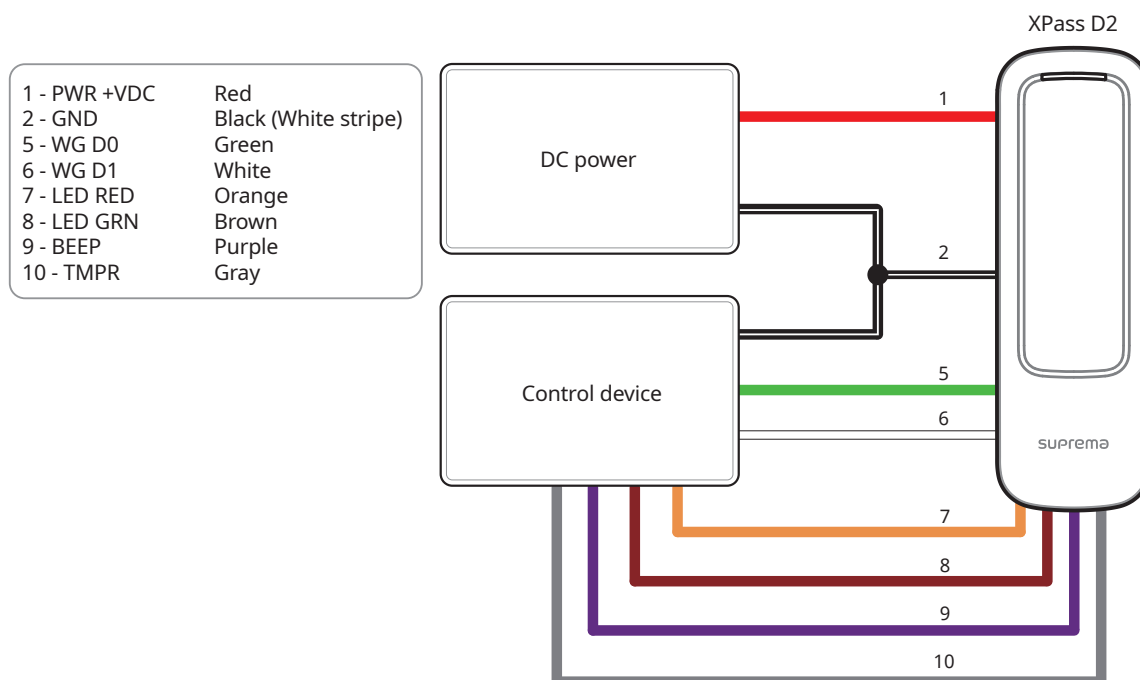 XPass D2
1 - PWR +VDC Red
2 - GND Black (White stripe)
5 - WG D0 Green
6 - WG D1 White
7 - LED RED Orange
8 - LED GRN Brown
9 - BEEP Purple
10 - TMPR Gray
1
DC power
2
Control device
5
6
suprema
7
8
9
10